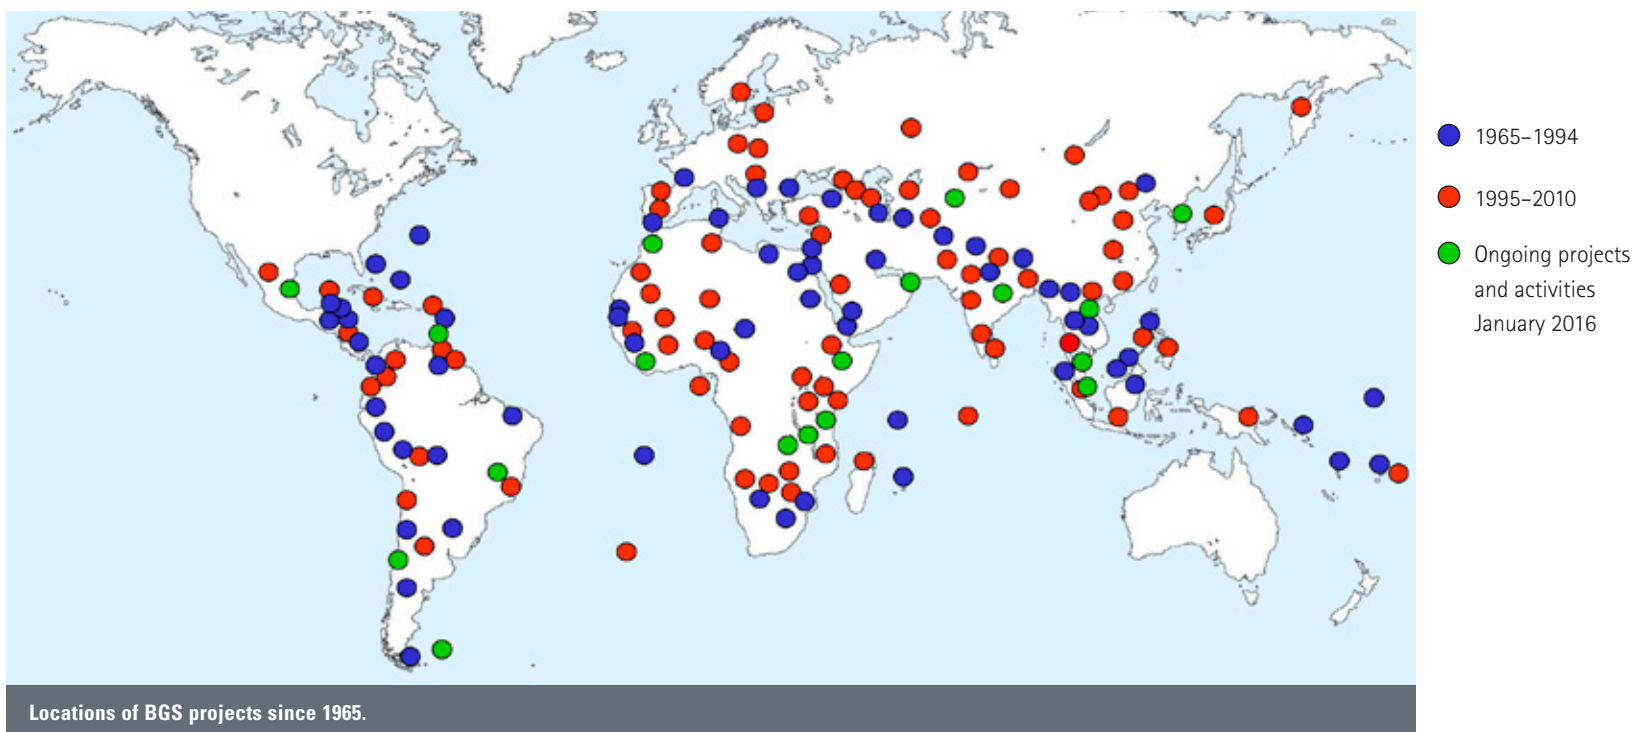 1965–1994
1995–2010
Ongoing projects
and activities
January 2016
Locations of BGS projects since 1965.